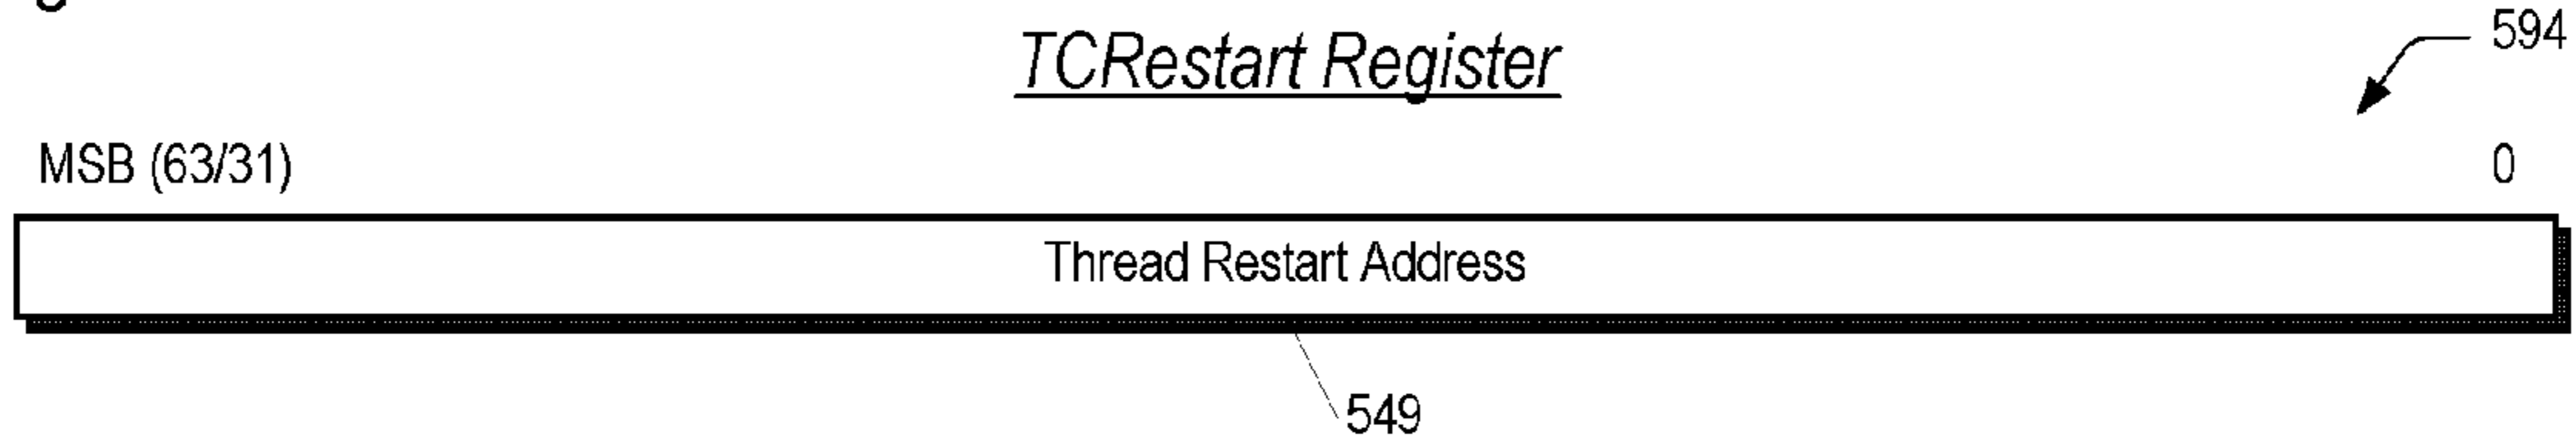 TCRestart Register
594
MSB (63/31)
0
Thread Restart Address
549